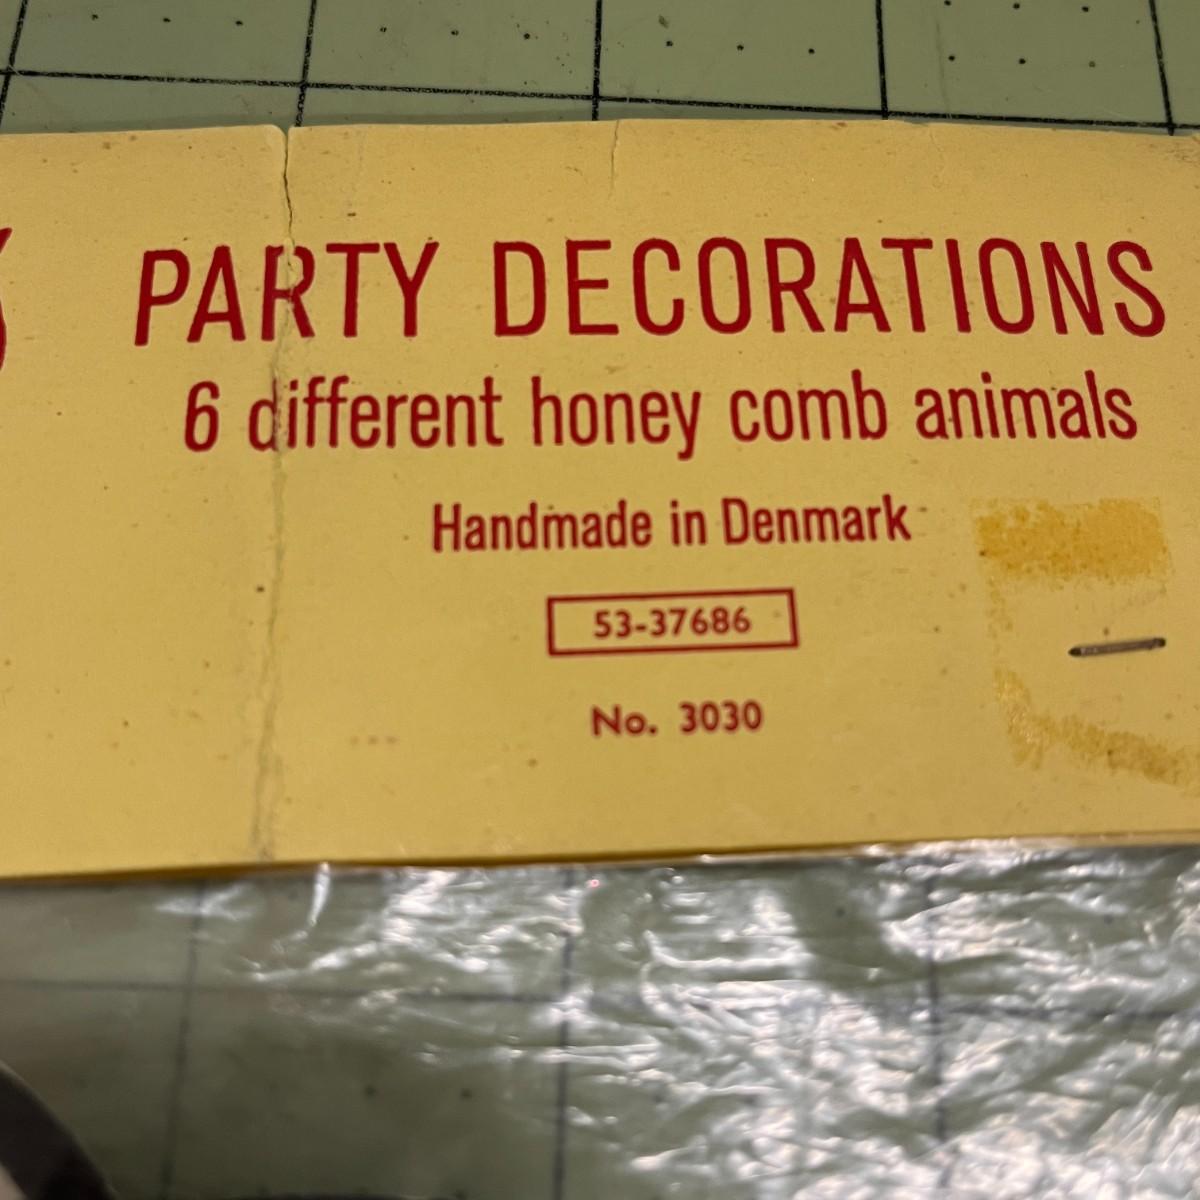 PARTY DECORATIONS
6 different honey comb animals
Handmade in Denmark
53-37686
No. 3030